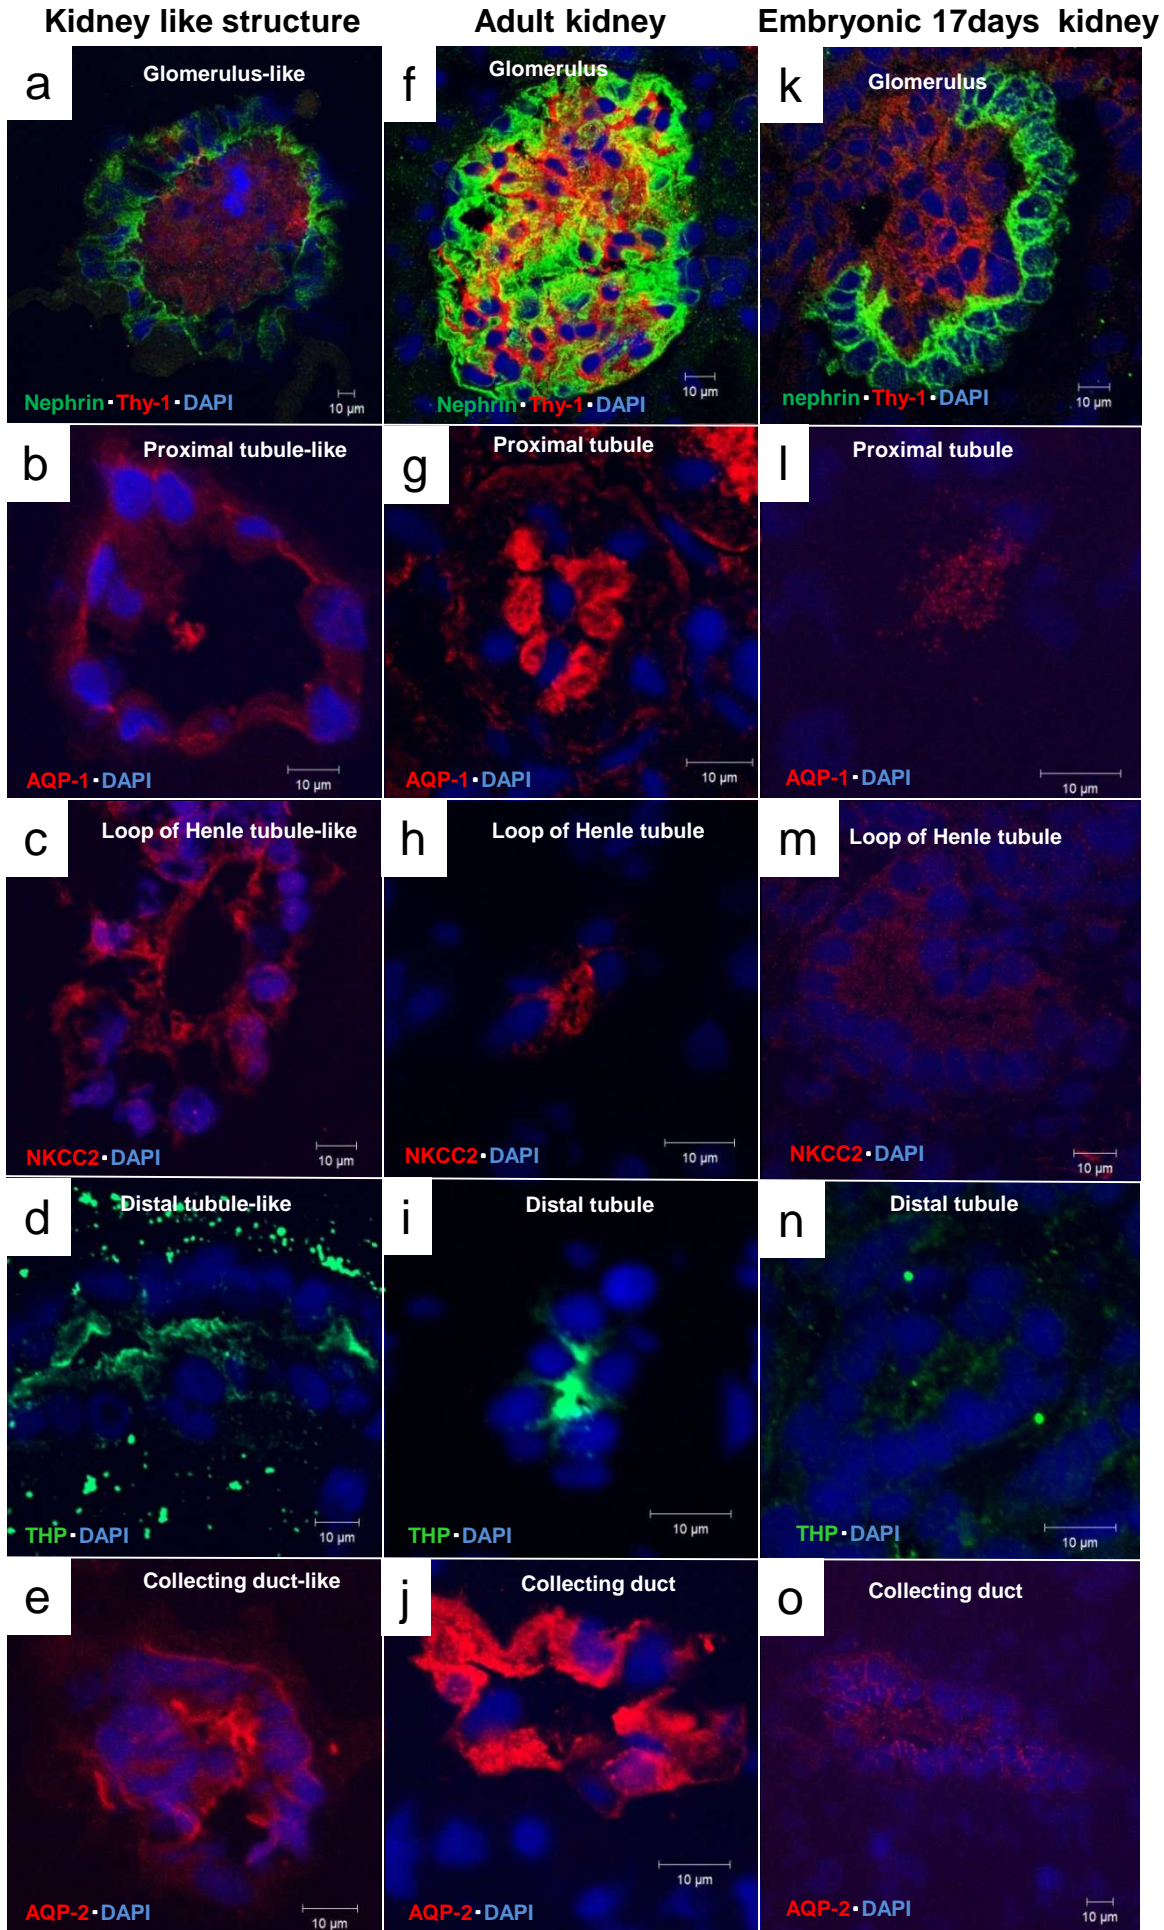 Kidney like structure
Adult kidney
Embryonic 17days kidney
a
Glomerulus-like
Nephrin▪Thy-1▪DAPI
10 µm
f
Glomerulus
Nephrin▪Thy-1▪DAPI
10 µm
k
Glomerulus
nephrin▪Thy-1▪DAPI
10 µm
b
Proximal tubule-like
AQP-1▪DAPI
10 µm
g
Proximal tubule
AQP-1▪DAPI
10 µm
l
Proximal tubule
AQP-1▪DAPI
10 µm
c
Loop of Henle tubule-like
NKCC2▪DAPI
10 µm
h
Loop of Henle tubule
NKCC2▪DAPI
10 µm
m
Loop of Henle tubule
NKCC2▪DAPI
10 µm
d
Distal tubule-like
THP▪DAPI
10 µm
i
Distal tubule
THP▪DAPI
10 µm
n
Distal tubule
THP▪DAPI
10 µm
e
Collecting duct-like
AQP-2▪DAPI
10 µm
j
Collecting duct
AQP-2▪DAPI
10 µm
o
Collecting duct
AQP-2▪DAPI
10 µm